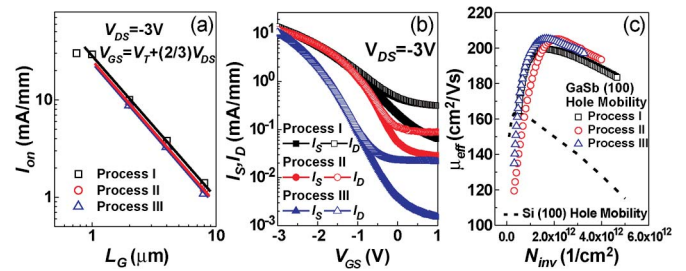 (a)
V_DS=-3V
V_GS=V_T+(2/3)V_DS
I_on (mA/mm)
10
1
Process I
Process II
Process III
1
10
L_G (μm)
(b)
V_DS=-3V
I_S,I_D (mA/mm)
10^1
10^0
10^-1
10^-2
10^-3
Process I
I_S I_D
Process II
I_S I_D
Process III
I_S I_D
-3 -2 -1 0 1
V_GS (V)
(c)
μ_eff (cm^2/Vs)
220
200
180
160
140
120
100
GaSb (100)
Hole Mobility
Process I
Process II
Process III
Si (100) Hole Mobility
2.0x10^12 4.0x10^12 6.0x10^12
N_inv (1/cm^2)